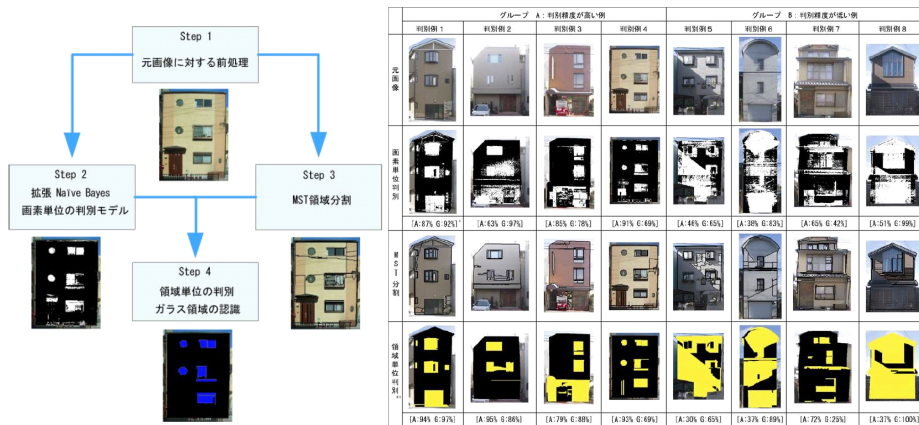 Step 1
元画像に対する前処理
Step 2
拡張 Naïve Bayes
画素単位の判別モデル
Step 3
MST領域分割
Step 4
領域単位の判別
ガラス領域の認識
グループ A：判別精度が高い例
グループ B：判別精度が低い例
判別例1
判別例2
判別例3
判別例4
判別例5
判別例6
判別例7
判別例8
元画像
画素単位判別
[A:87% G:92%]
[A:63% G:97%]
[A:85% G:78%]
[A:91% G:69%]
[A:46% G:65%]
[A:38% G:83%]
[A:65% G:42%]
[A:51% G:99%]
MST分割
領域単位判別
[A:94% G:97%]
[A:95% G:86%]
[A:79% G:88%]
[A:93% G:69%]
[A:30% G:65%]
[A:37% G:89%]
[A:72% G:25%]
[A:37% G:100%]